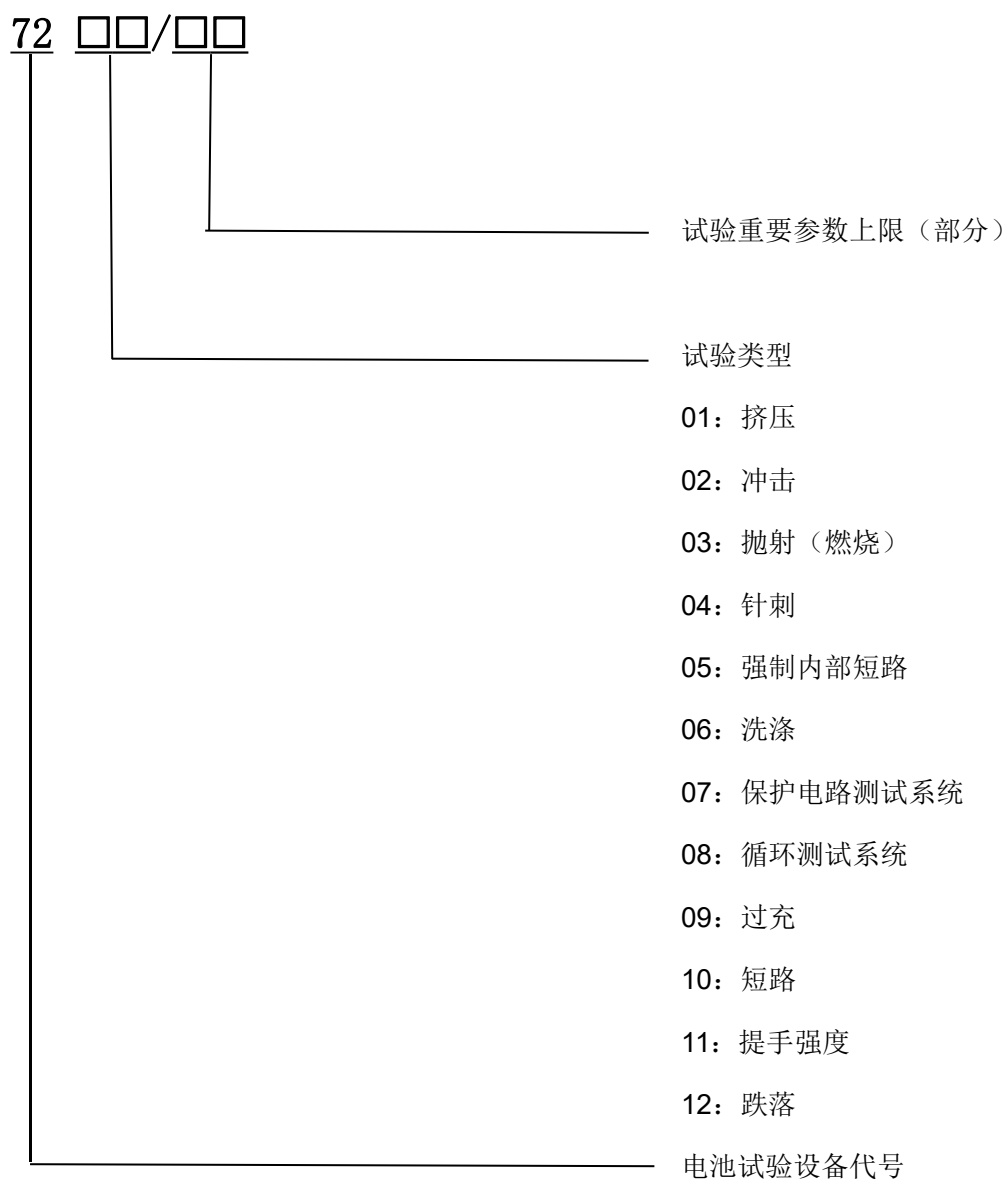 72 □□/□□
试验重要参数上限（部分）
试验类型
01：挤压
02：冲击
03：抛射（燃烧）
04：针刺
05：强制内部短路
06：洗涤
07：保护电路测试系统
08：循环测试系统
09：过充
10：短路
11：提手强度
12：跌落
电池试验设备代号